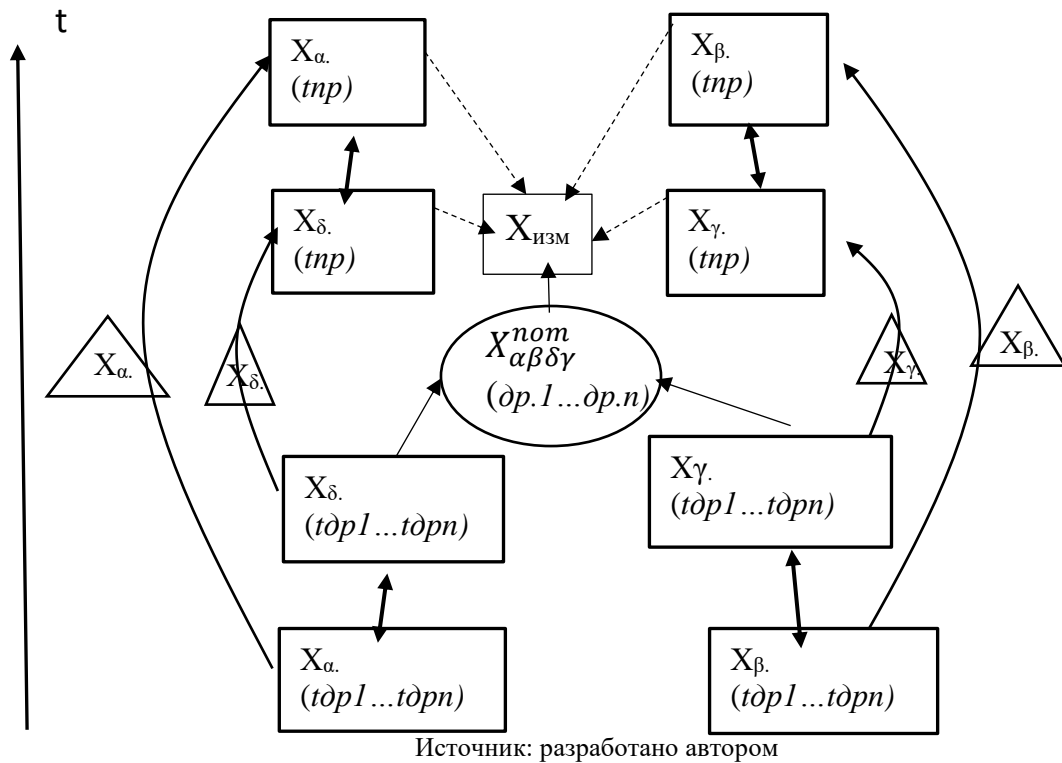 t
Xα.
(tпр)
Xβ.
(tпр)
Xδ.
(tпр)
Xизм
Xγ.
(tпр)
Xα.
Xδ.
X^пот_αβδγ
(др.1…др.n)
Xγ.
Xβ.
Xδ.
(tдр1…tдрn)
Xγ.
(tдр1…tдрn)
Xα.
(tдр1…tдрn)
Xβ.
(tдр1…tдрn)
Источник: разработано автором